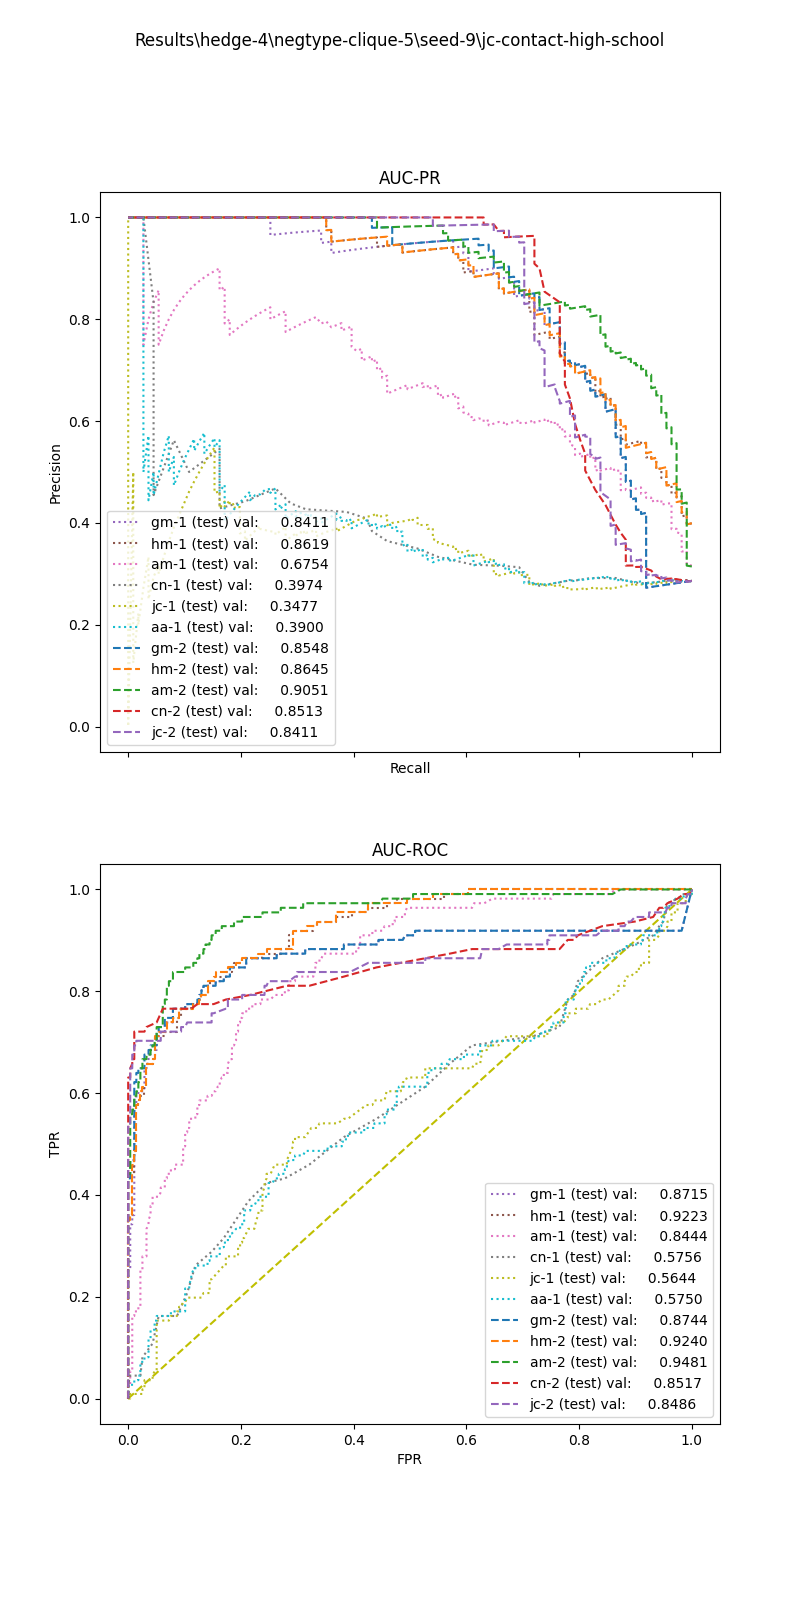 Results\hedge-4\negtype-clique-5\seed-9\jc-contact-high-school
AUC-PR
1.0
0.8
0.6
0.4
0.2
0.0
Precision
gm-1 (test) val: 0.8411
hm-1 (test) val: 0.8619
am-1 (test) val: 0.6754
cn-1 (test) val: 0.3974
jc-1 (test) val: 0.3477
aa-1 (test) val: 0.3900
gm-2 (test) val: 0.8548
hm-2 (test) val: 0.8645
am-2 (test) val: 0.9051
cn-2 (test) val: 0.8513
jc-2 (test) val: 0.8411
Recall
AUC-ROC
1.0
0.8
0.6
0.4
0.2
0.0
TPR
gm-1 (test) val: 0.8715
hm-1 (test) val: 0.9223
am-1 (test) val: 0.8444
cn-1 (test) val: 0.5756
jc-1 (test) val: 0.5644
aa-1 (test) val: 0.5750
gm-2 (test) val: 0.8744
hm-2 (test) val: 0.9240
am-2 (test) val: 0.9481
cn-2 (test) val: 0.8517
jc-2 (test) val: 0.8486
0.0 0.2 0.4 0.6 0.8 1.0
FPR